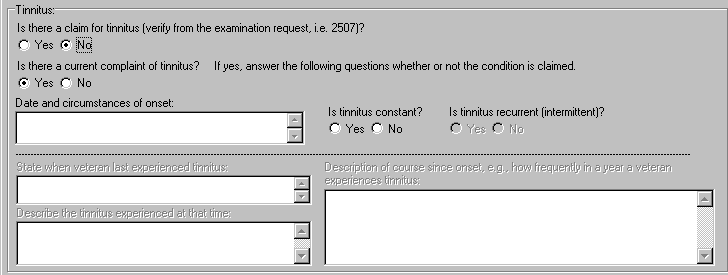 Tinnitus:
Is there a claim for tinnitus (verify from the examination request, i.e. 2507)?
Yes No
Is there a current complaint of tinnitus? If yes, answer the following questions whether or not the condition is claimed.
Yes No
Date and circumstances of onset:
Is tinnitus constant? Is tinnitus recurrent (intermittent)?
Yes No Yes No
State when veteran last experienced tinnitus:
Description of course since onset, e.g., how frequently in a year a veteran
experiences tinnitus:
Describe the tinnitus experienced at that time: